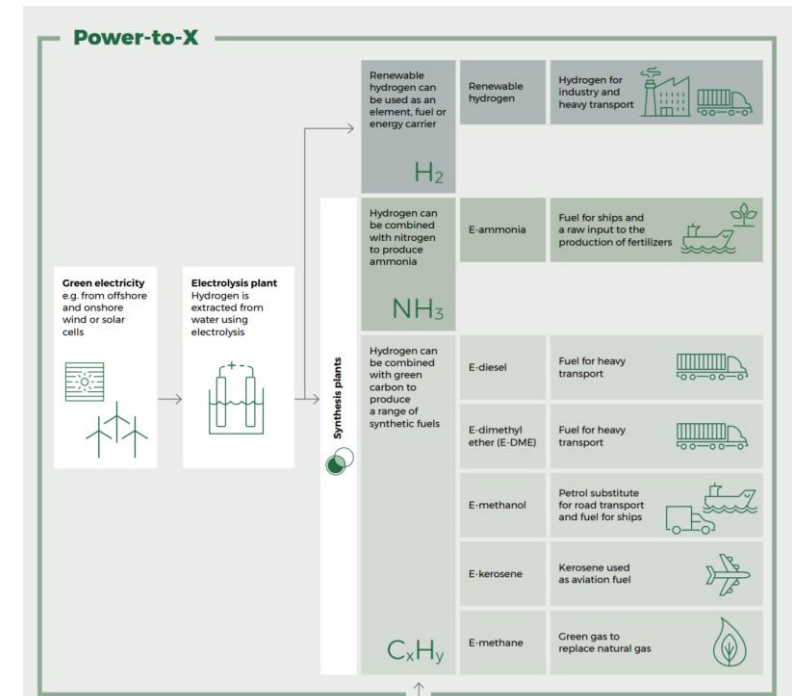 Power-to-X
Green electricity
e.g. from offshore
and onshore
wind or solar
cells
Electrolysis plant
Hydrogen is
extracted from
water using
electrolysis
+ -
Synthesis plants
Renewable
hydrogen can
be used as an
element, fuel or
energy carrier
H₂
Renewable
hydrogen
Hydrogen for
industry and
heavy transport
Hydrogen can
be combined
with nitrogen
to produce
ammonia
NH₃
E-ammonia
Fuel for ships and
a raw input to the
production of fertilizers
Hydrogen can
be combined
with green
carbon to
produce
a range of
synthetic fuels
CₓHᵧ
E-diesel
Fuel for heavy
transport
E-dimethyl
ether (E-DME)
Fuel for heavy
transport
E-methanol
Petrol substitute
for road transport
and fuel for ships
E-kerosene
Kerosene used
as aviation fuel
E-methane
Green gas to
replace natural gas